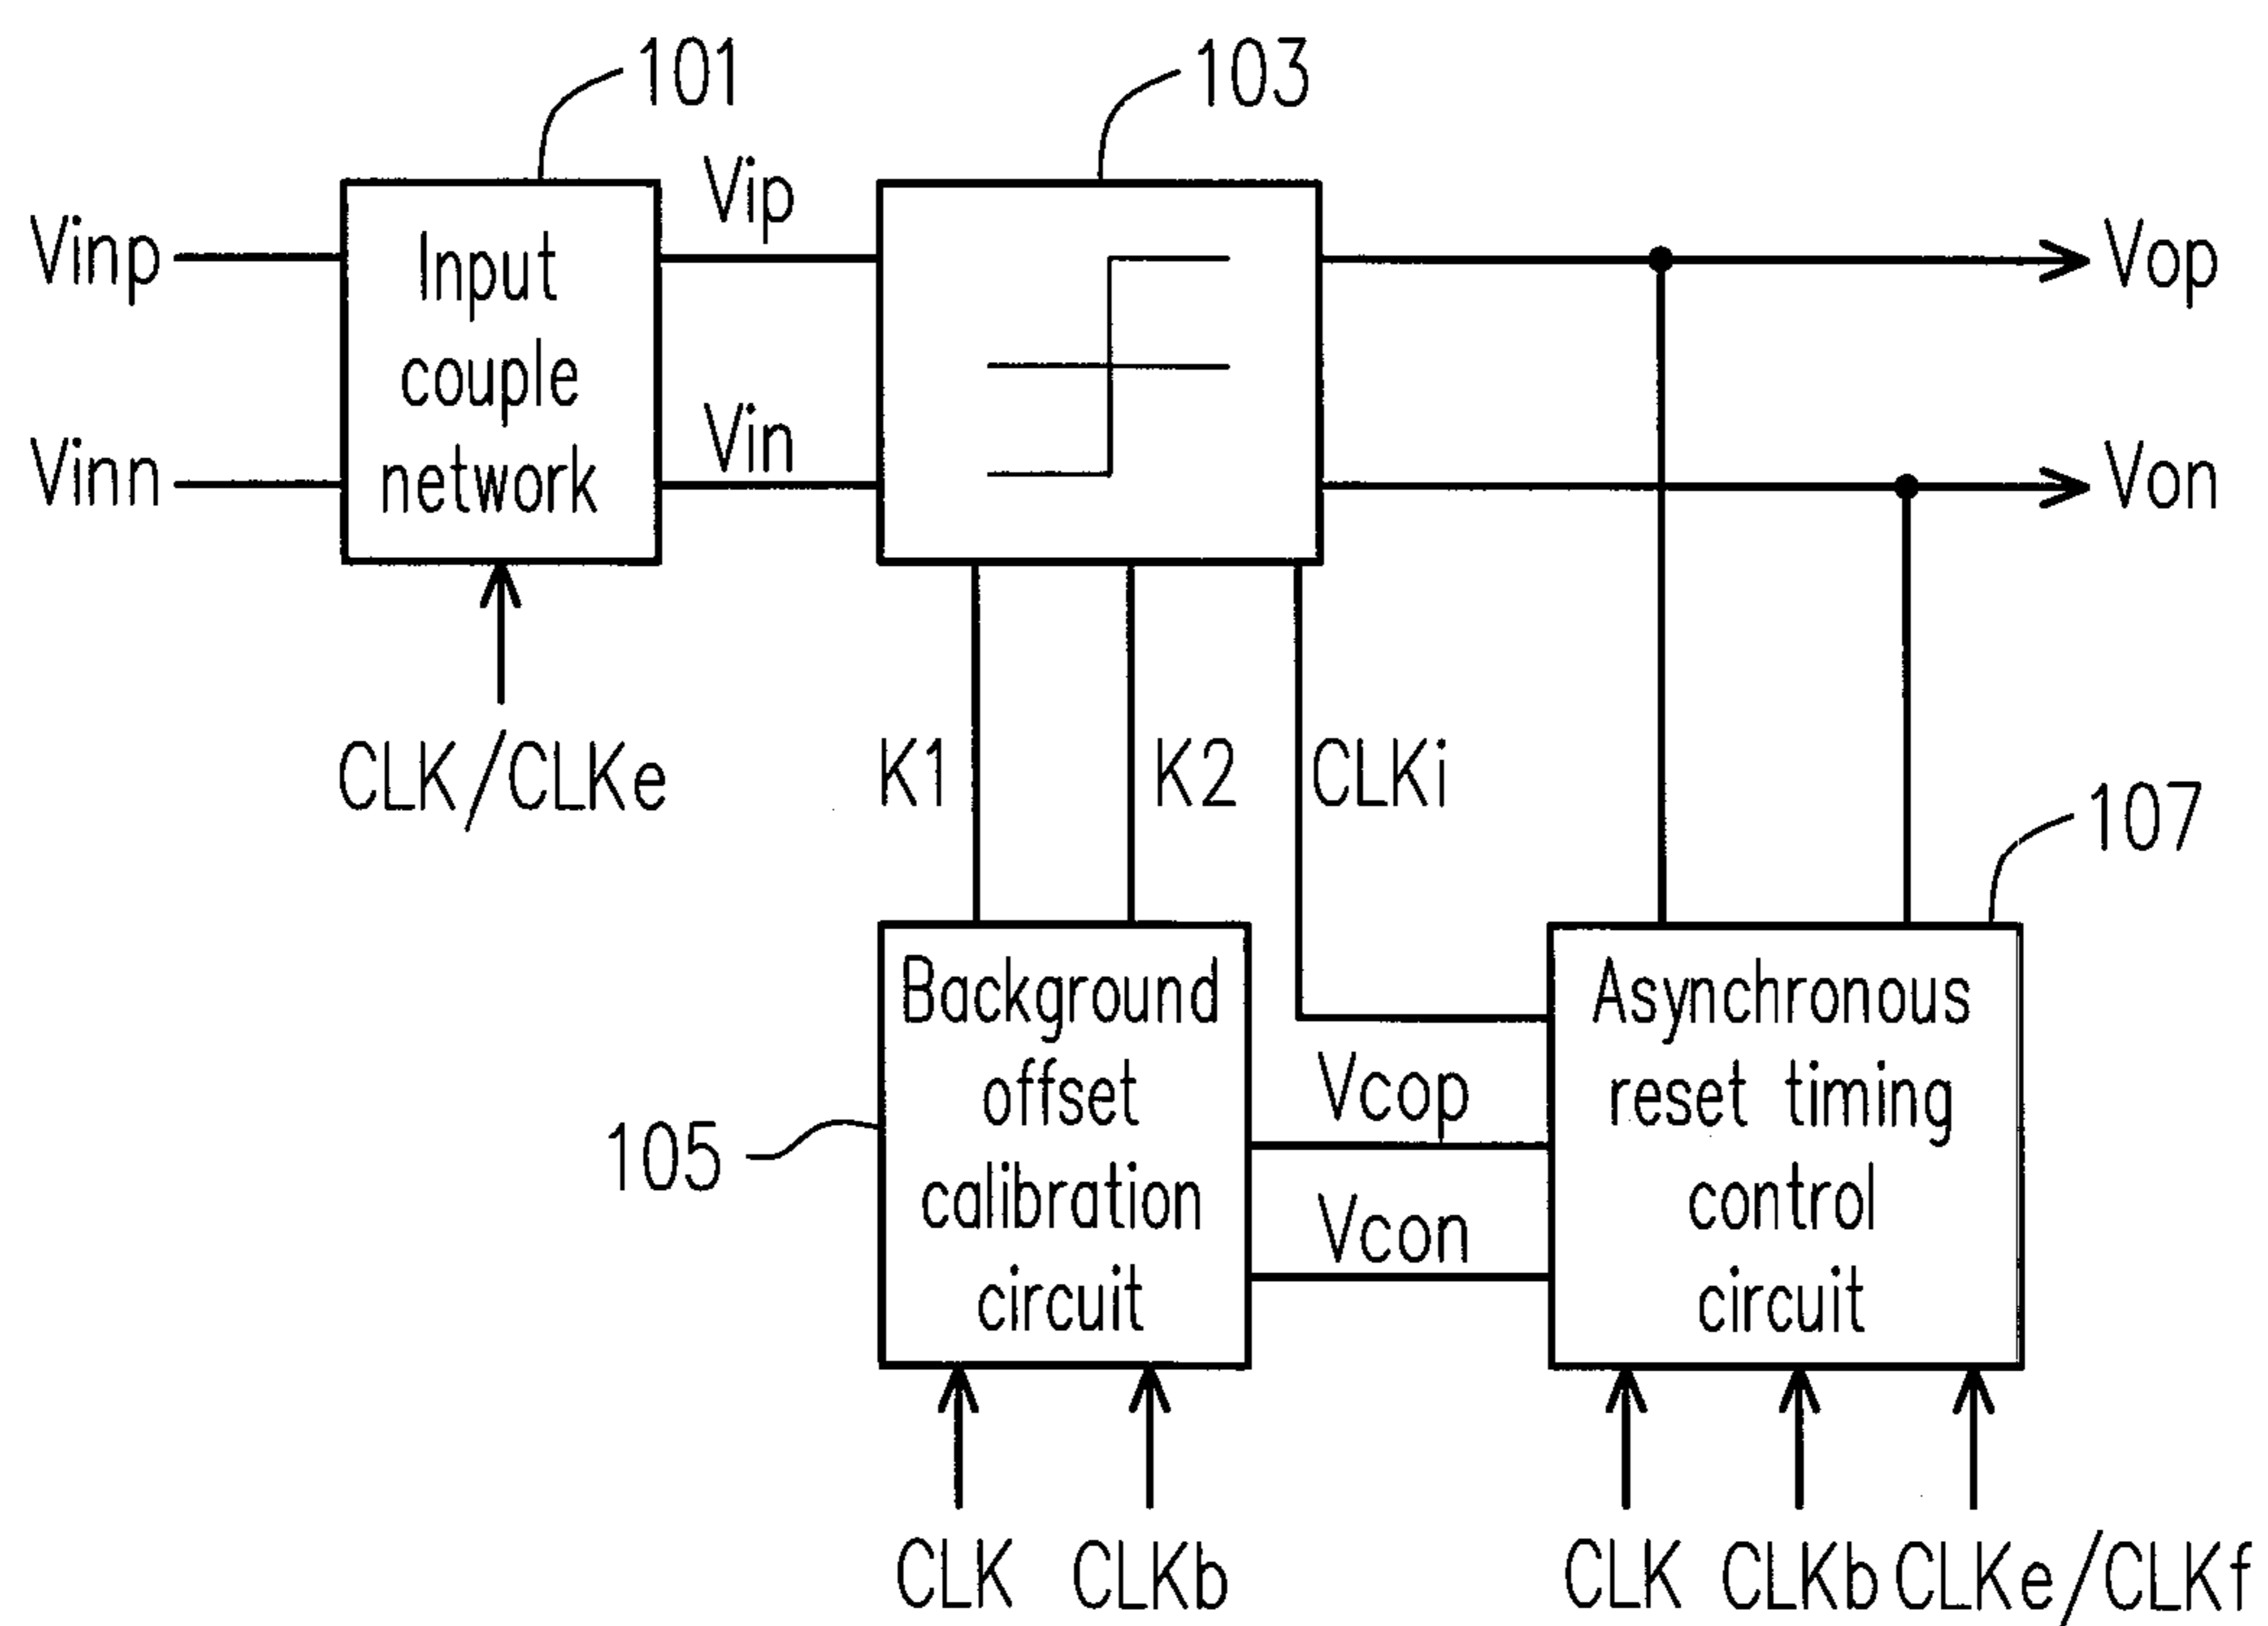 101
103
Vip
Vinp
Input
couple
network
Vop
Vin
Vinn
Von
CLK/CLKe
K1
K2
CLKi
107
Background
offset
calibration
circuit
105
Vcop
Vcon
Asynchronous
reset timing
control
circuit
CLK
CLKb
CLK
CLKb
CLKe/CLKf